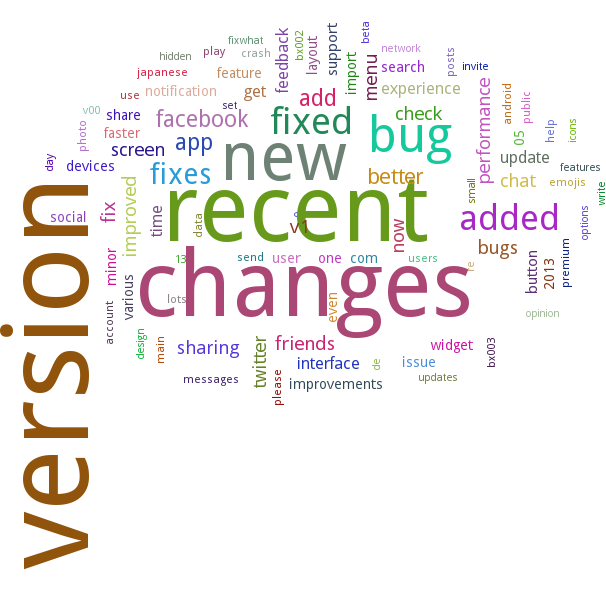 fixwhat
beta
hidden
play
crash
feedback
bx002
layout
support
network
posts
invite
japanese
feature
import
menu
search
use
notification
get
experience
performance
android
public
v00
set
add
share
facebook
fixed
check
photo
faster
bug
05
help
icons
screen
app
new
update
day
devices
fixes
better
chat
emojis
features
small
write
version
recent
social
fix
improved
time
data
v1
now
added
options
minor
various
13
send
user
one
com
users
re
bugs
button
2013
premium
changes
lots
account
even
opinion
design
main
sharing
twitter
friends
interface
widget
issue
de
bx003
messages
please
improvements
updates